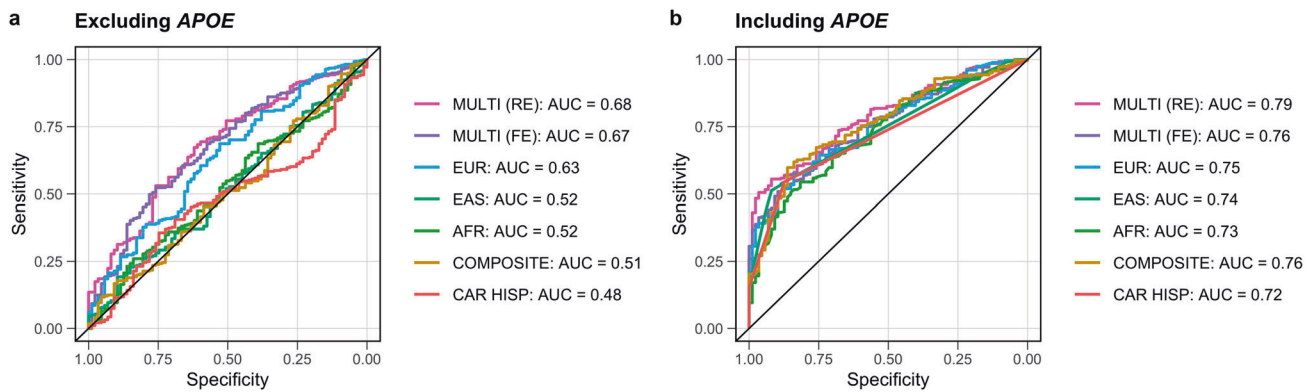 a Excluding APOE
1.00
0.75
0.50
0.25
0.00
Sensitivity
1.00 0.75 0.50 0.25 0.00
Specificity
MULTI (RE): AUC = 0.68
MULTI (FE): AUC = 0.67
EUR: AUC = 0.63
EAS: AUC = 0.52
AFR: AUC = 0.52
COMPOSITE: AUC = 0.51
CAR HISP: AUC = 0.48
b Including APOE
1.00
0.75
0.50
0.25
0.00
Sensitivity
1.00 0.75 0.50 0.25 0.00
Specificity
MULTI (RE): AUC = 0.79
MULTI (FE): AUC = 0.76
EUR: AUC = 0.75
EAS: AUC = 0.74
AFR: AUC = 0.73
COMPOSITE: AUC = 0.76
CAR HISP: AUC = 0.72